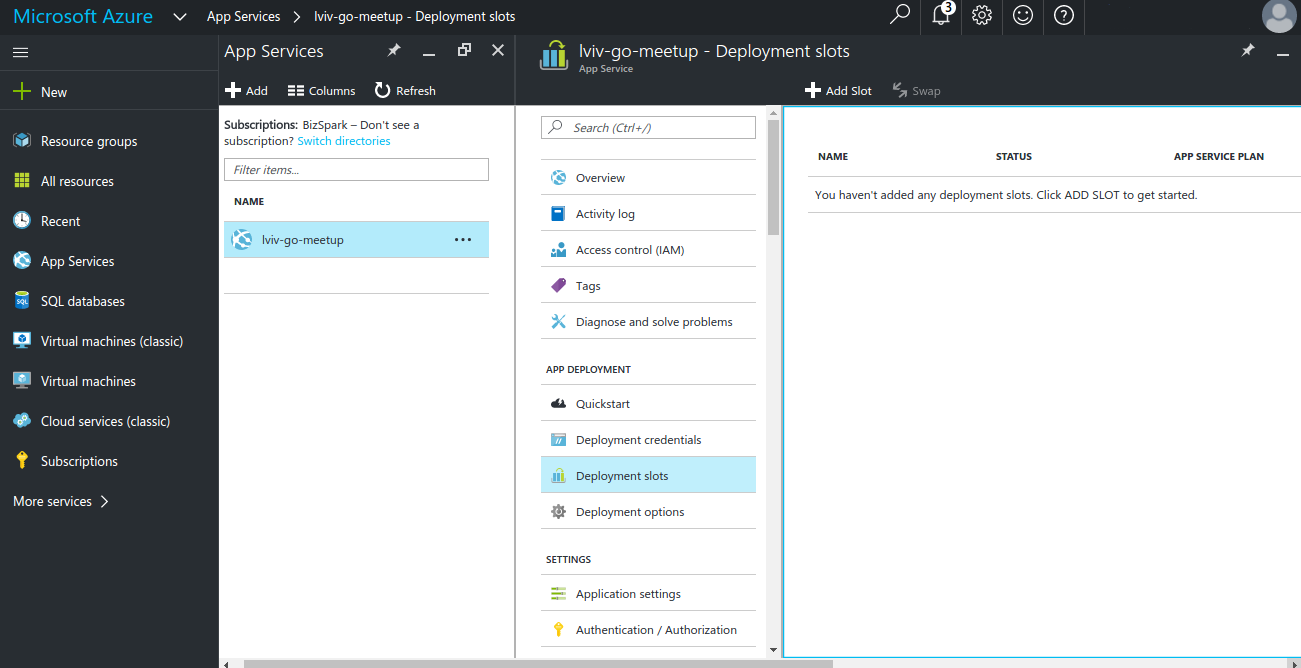 Microsoft Azure
App Services
lviv-go-meetup - Deployment slots
3
New
Resource groups
All resources
Recent
App Services
SQL databases
Virtual machines (classic)
Virtual machines
Cloud services (classic)
Subscriptions
More services
App Services
Add
Columns
Refresh
Subscriptions: BizSpark – Don't see a
subscription? Switch directories
Filter items...
NAME
lviv-go-meetup
lviv-go-meetup - Deployment slots
App Service
Search (Ctrl+/)
Overview
Activity log
Access control (IAM)
Tags
Diagnose and solve problems
APP DEPLOYMENT
Quickstart
Deployment credentials
Deployment slots
Deployment options
SETTINGS
Application settings
Authentication / Authorization
Add Slot
Swap
NAME STATUS APP SERVICE PLAN
You haven't added any deployment slots. Click ADD SLOT to get started.